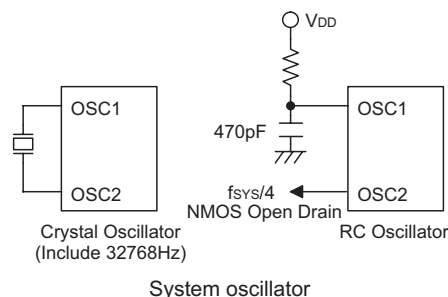 VDD
OSC1
OSC2
Crystal Oscillator
(Include 32768Hz)
470pF
OSC1
fSYS/4
OSC2
NMOS Open Drain
RC Oscillator
System oscillator